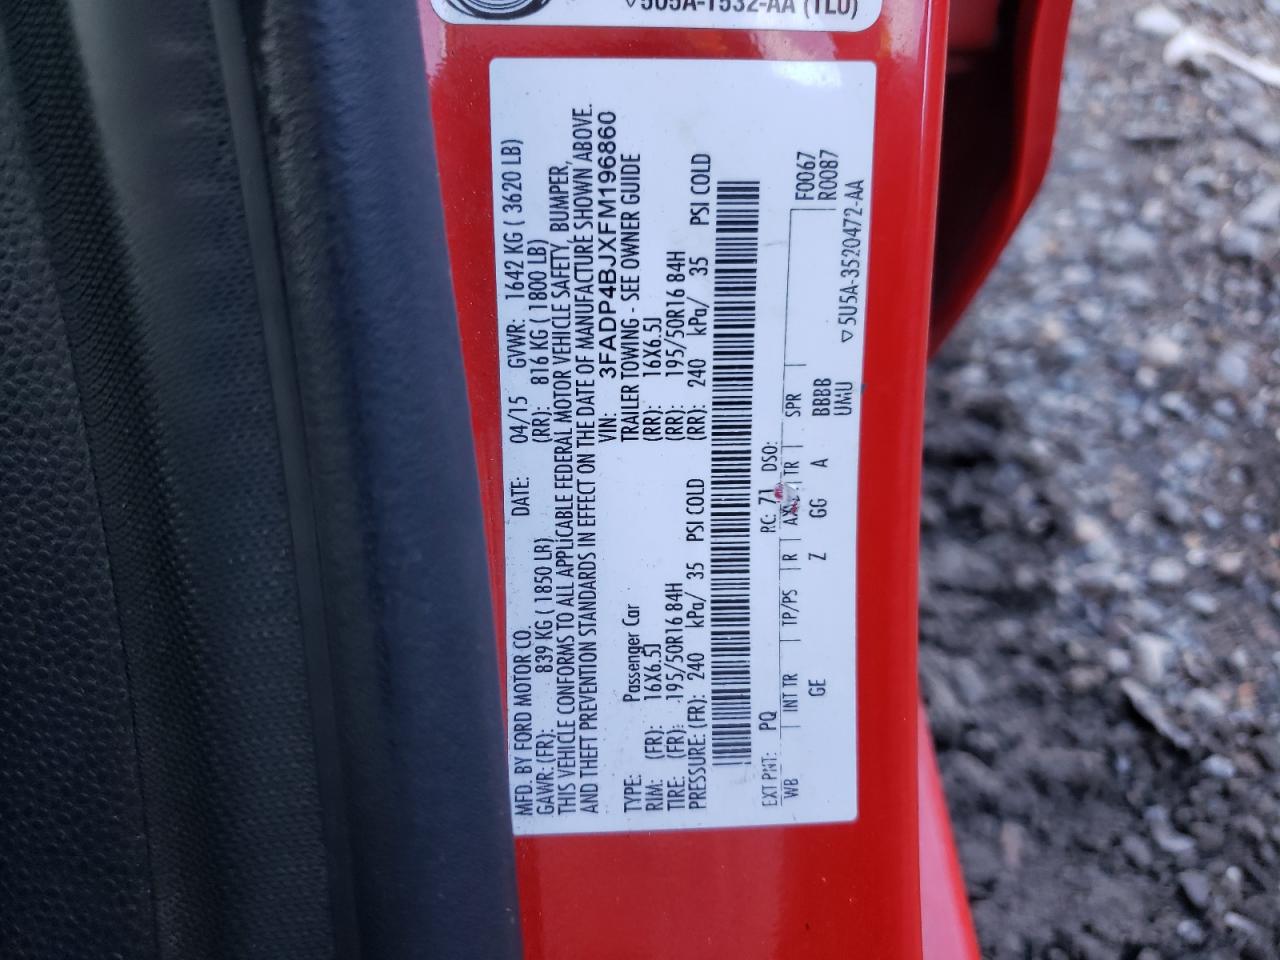 5U5A-1532-AA (TLU)
MFD. BY FORD MOTOR CO. DATE: 04/15 GVWR: 1642 KG ( 3620 LB)
GAWR: (FR): 839 KG ( 1850 LB) (RR): 816 KG ( 1800 LB)
THIS VEHICLE CONFORMS TO ALL APPLICABLE FEDERAL MOTOR VEHICLE SAFETY, BUMPER,
AND THEFT PREVENTION STANDARDS IN EFFECT ON THE DATE OF MANUFACTURE SHOWN ABOVE.
VIN: 3FADP4BJXFM196860
TYPE: Passenger Car TRAILER TOWING - SEE OWNER GUIDE
RIM: (FR): 16X6.5J (RR): 16X6.5J
TIRE: (FR): 195/50R16 84H (RR): 195/50R16 84H
PRESSURE: (FR): 240 kPa/ 35 PSI COLD (RR): 240 kPa/ 35 PSI COLD
EXT PNT: PQ RC: 71 DSO:
WB INT TR TP/PS R TR SPR F0067
GE Z GG A BBBB R0087
UMU
▽5U5A-3520472-AA